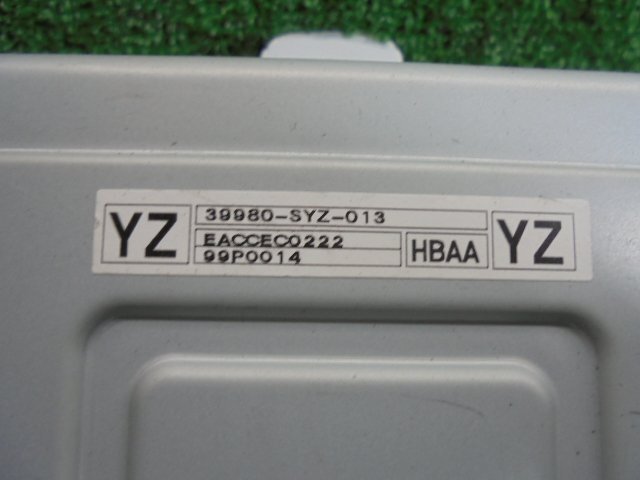 YZ
39980-SYZ-013
EACCEC0222
99P0014
HBAA
YZ